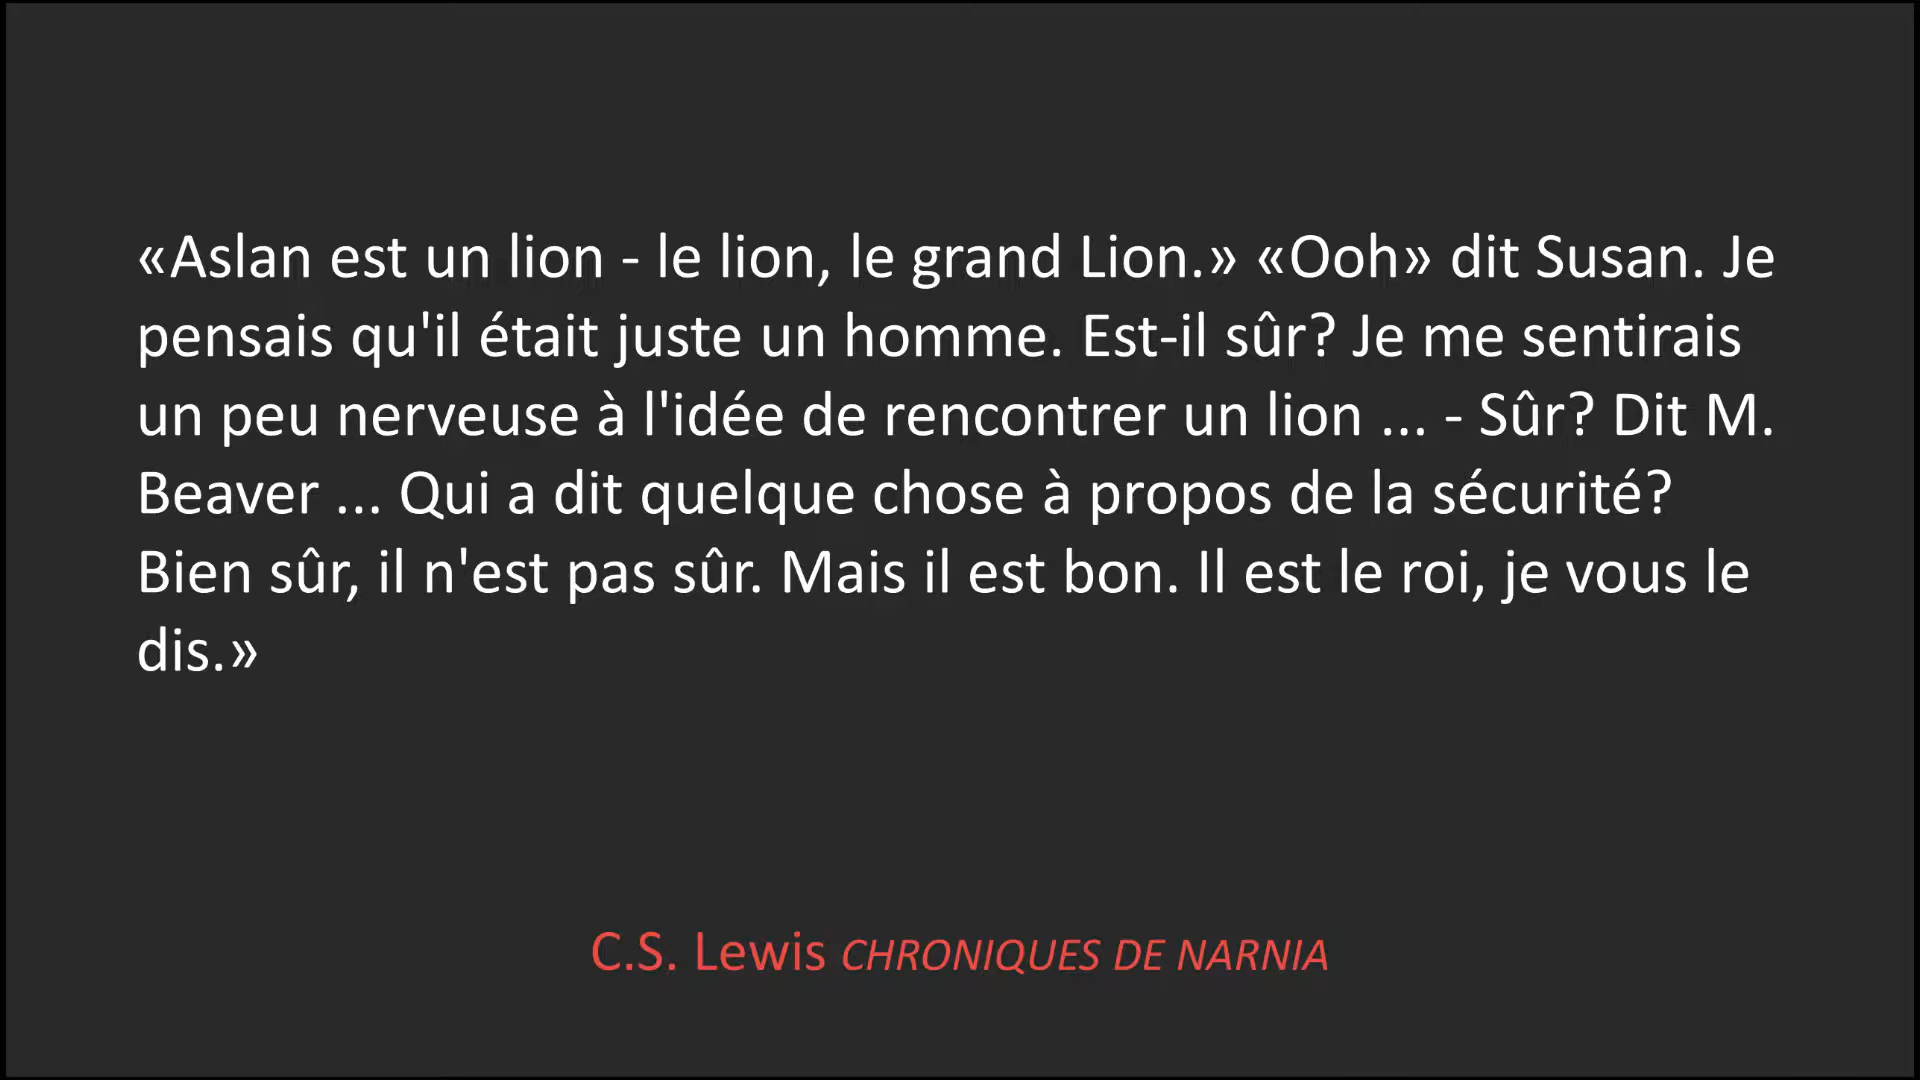 «Aslan est un lion - le lion, le grand Lion.» «Ooh» dit Susan. Je
pensais qu'il était juste un homme. Est-il sûr? Je me sentirais
un peu nerveuse à l'idée de rencontrer un lion ... - Sûr? Dit M.
Beaver ... Qui a dit quelque chose à propos de la sécurité?
Bien sûr, il n'est pas sûr. Mais il est bon. Il est le roi, je vous le
dis.»
C.S. Lewis CHRONIQUES DE NARNIA